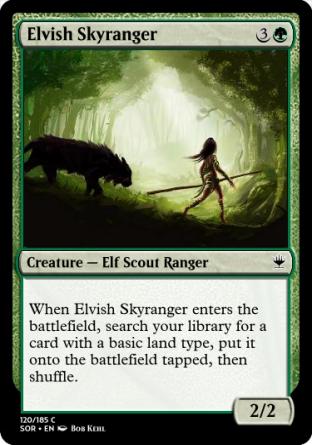 Elvish Skyranger 3
Creature — Elf Scout Ranger
When Elvish Skyranger enters the
battlefield, search your library for a
card with a basic land type, put it
onto the battlefield tapped, then
shuffle.
2/2
120/185 C
SOR • EN Bob Kehl